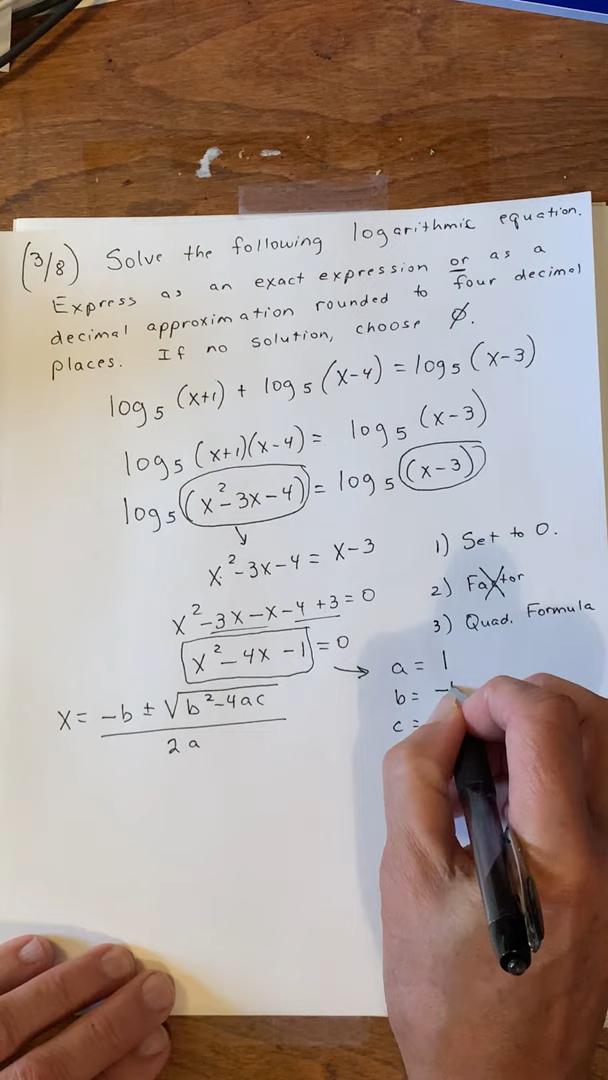 (3/8) Solve the following logarithmic equation.
Express as an exact expression or as a
decimal approximation rounded to four decimal
places. If no solution, choose ∅.
log₅(x+1) + log₅(x-4) = log₅(x-3)
log₅(x+1)(x-4) = log₅(x-3)
log₅(x²-3x-4) = log₅(x-3)
↓
x²-3x-4 = x-3
x²-3x-x-4+3 = 0
x²-4x-1 = 0 →
1) Set to 0.
2) Factor
3) Quad. Formula
a = 1
b = -
c =
x = (-b ± √(b²-4ac)) / 2a